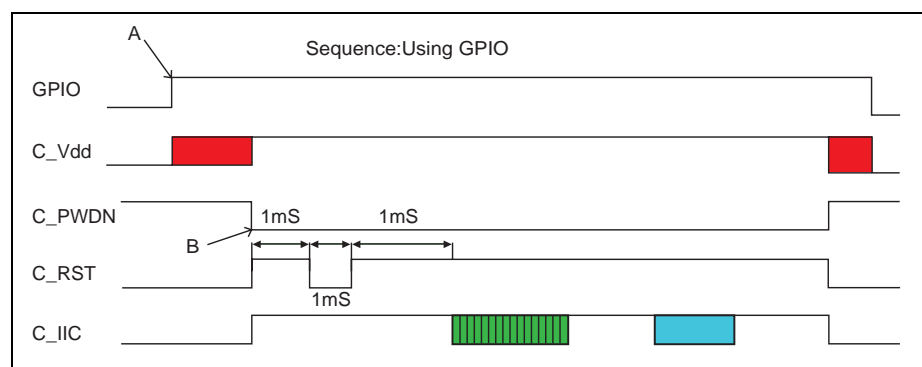 A
Sequence:Using GPIO
GPIO
C_Vdd
C_PWDN
1mS
1mS
B
C_RST
1mS
C_IIC